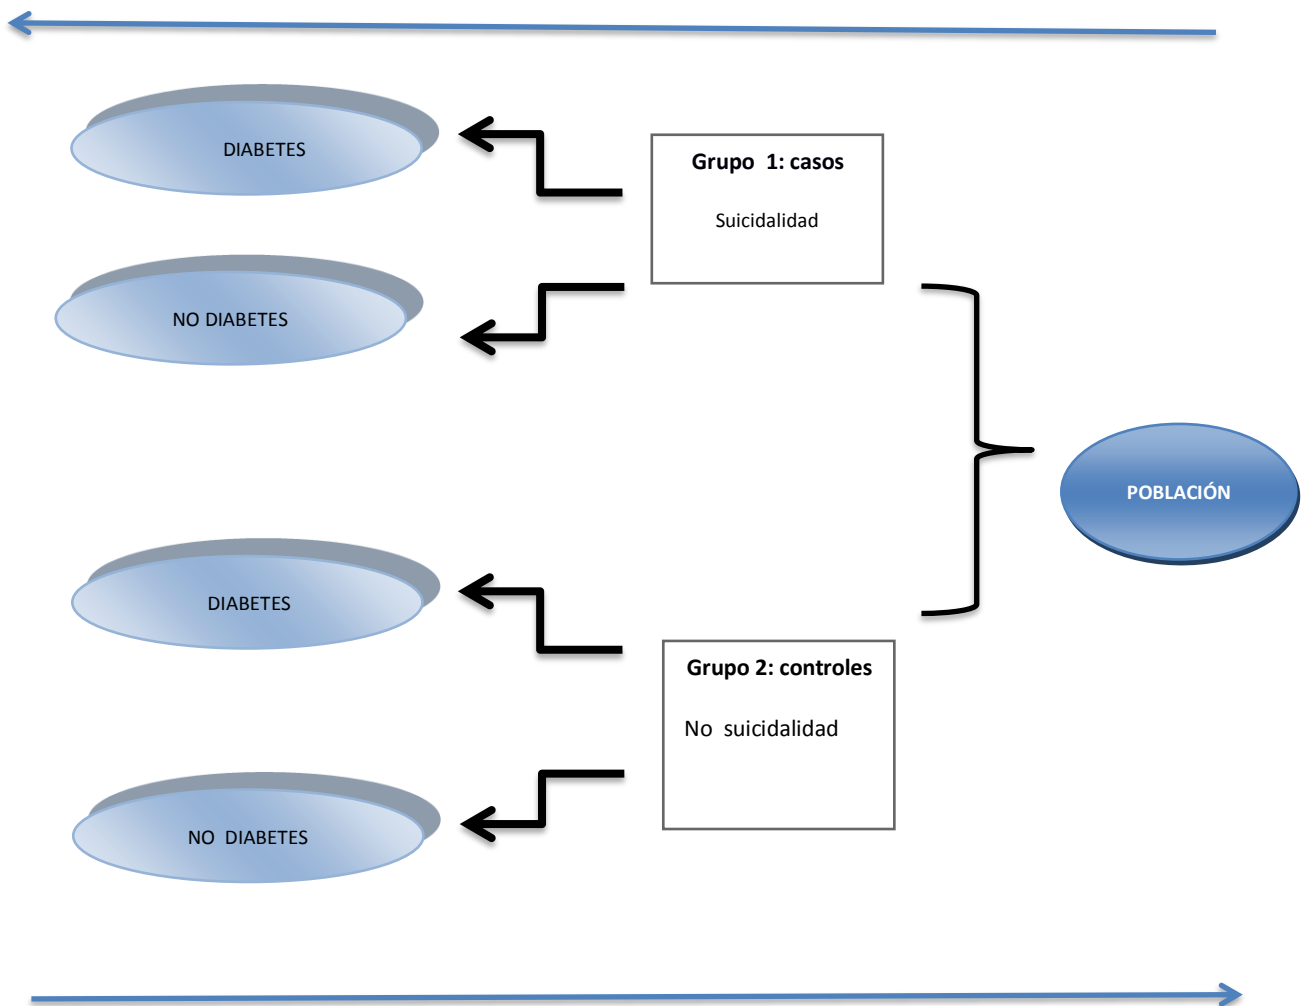 DIABETES
Grupo  1: casos
Suicidalidad
NO DIABETES
POBLACIÓN
DIABETES
Grupo 2: controles
No  suicidalidad
NO  DIABETES